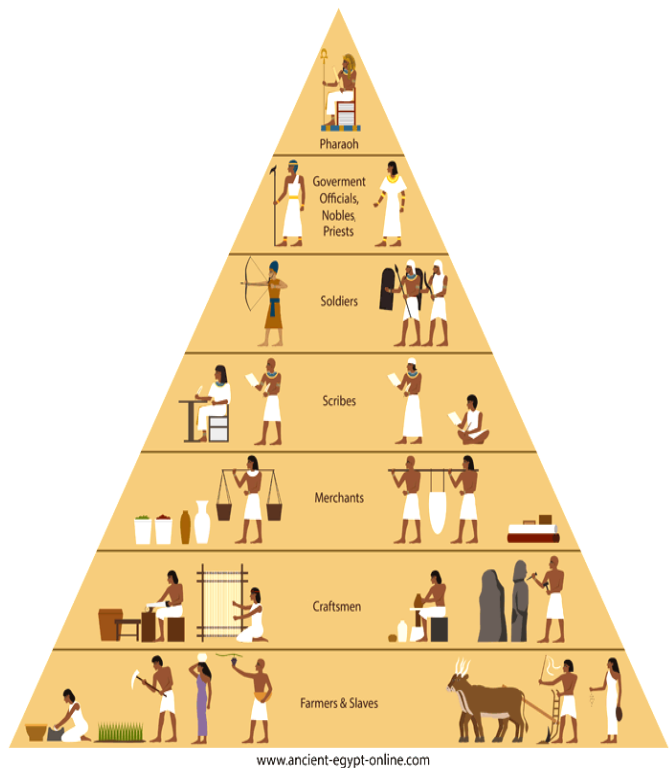 Pharaoh
Goverment
Officials,
Nobles,
Priests
Soldiers
Scribes
Merchants
Craftsmen
Farmers & Slaves
www.ancient-egypt-online.com